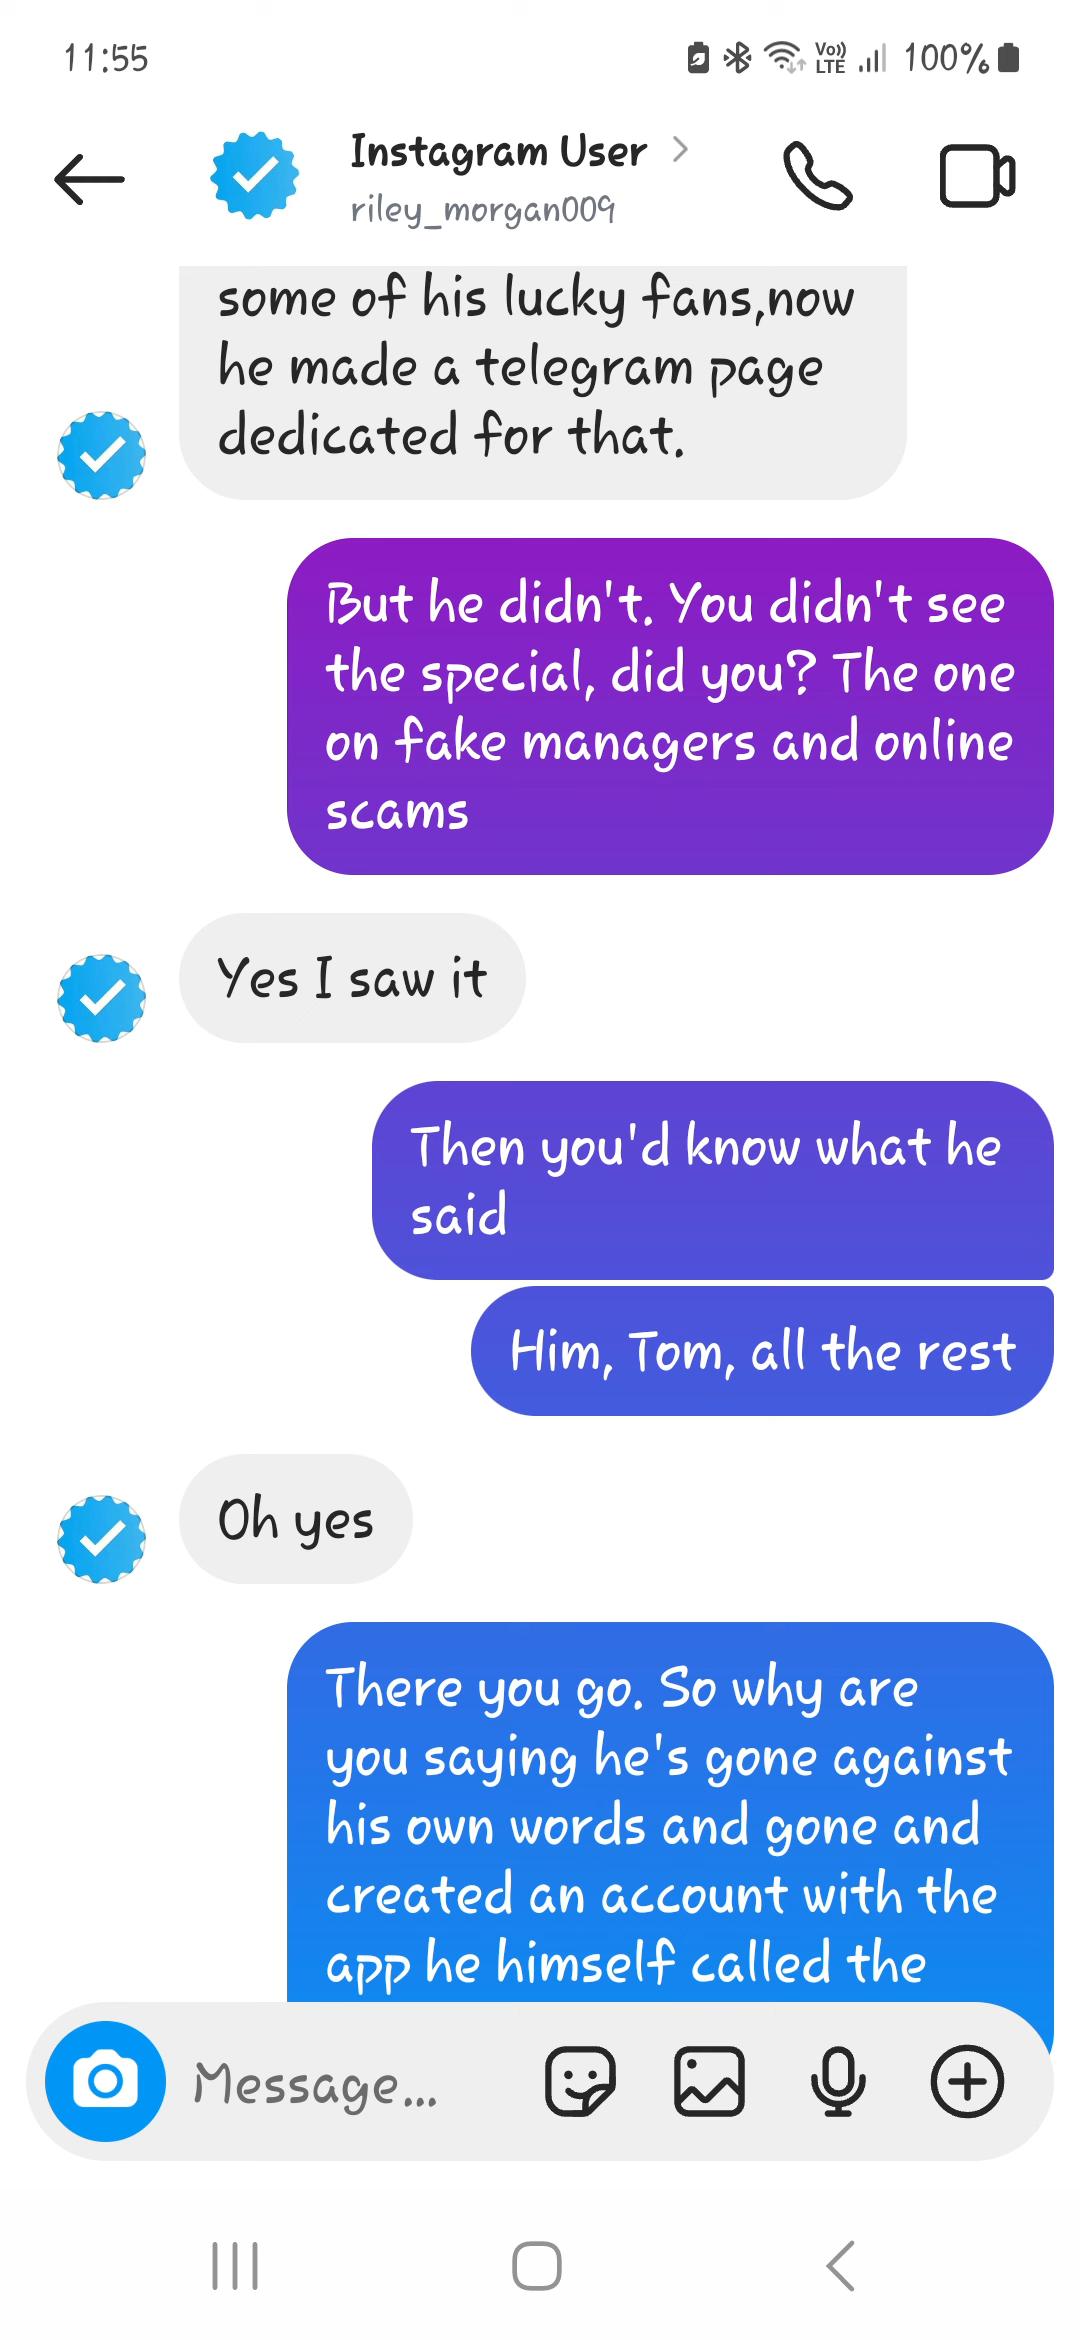 11:55
Vo))
LTE
100%
Instagram User
riley_morgan009
some of his lucky fans,now
he made a telegram page
dedicated for that.
But he didn't. You didn't see
the special, did you? The one
on fake managers and online
scams
Yes I saw it
Then you'd know what he
said
Him, Tom, all the rest
Oh yes
There you go. So why are
you saying he's gone against
his own words and gone and
created an account with the
app he himself called the
Message...